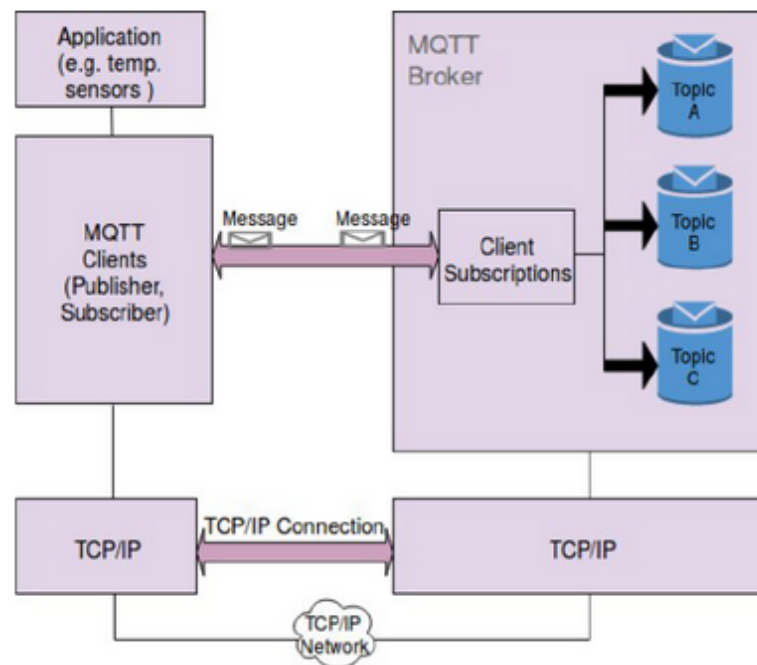 Application
(e.g. temp.
sensors )
MQTT
Broker
Topic
A
Topic
B
Topic
C
Message
Message
MQTT
Clients
(Publisher,
Subscriber)
Client
Subscriptions
TCP/IP
TCP/IP Connection
TCP/IP
TCP/IP
Network